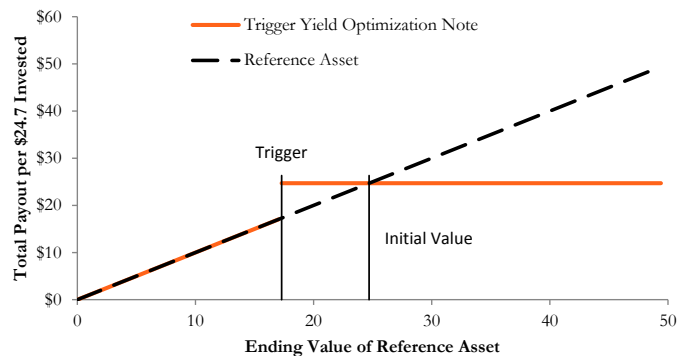 Trigger Yield Optimization Note
Reference Asset
Total Payout per $24.7 Invested
$60
$50
$40
$30
$20
$10
$0
Trigger
Initial Value
0
10
20
30
40
50
Ending Value of Reference Asset